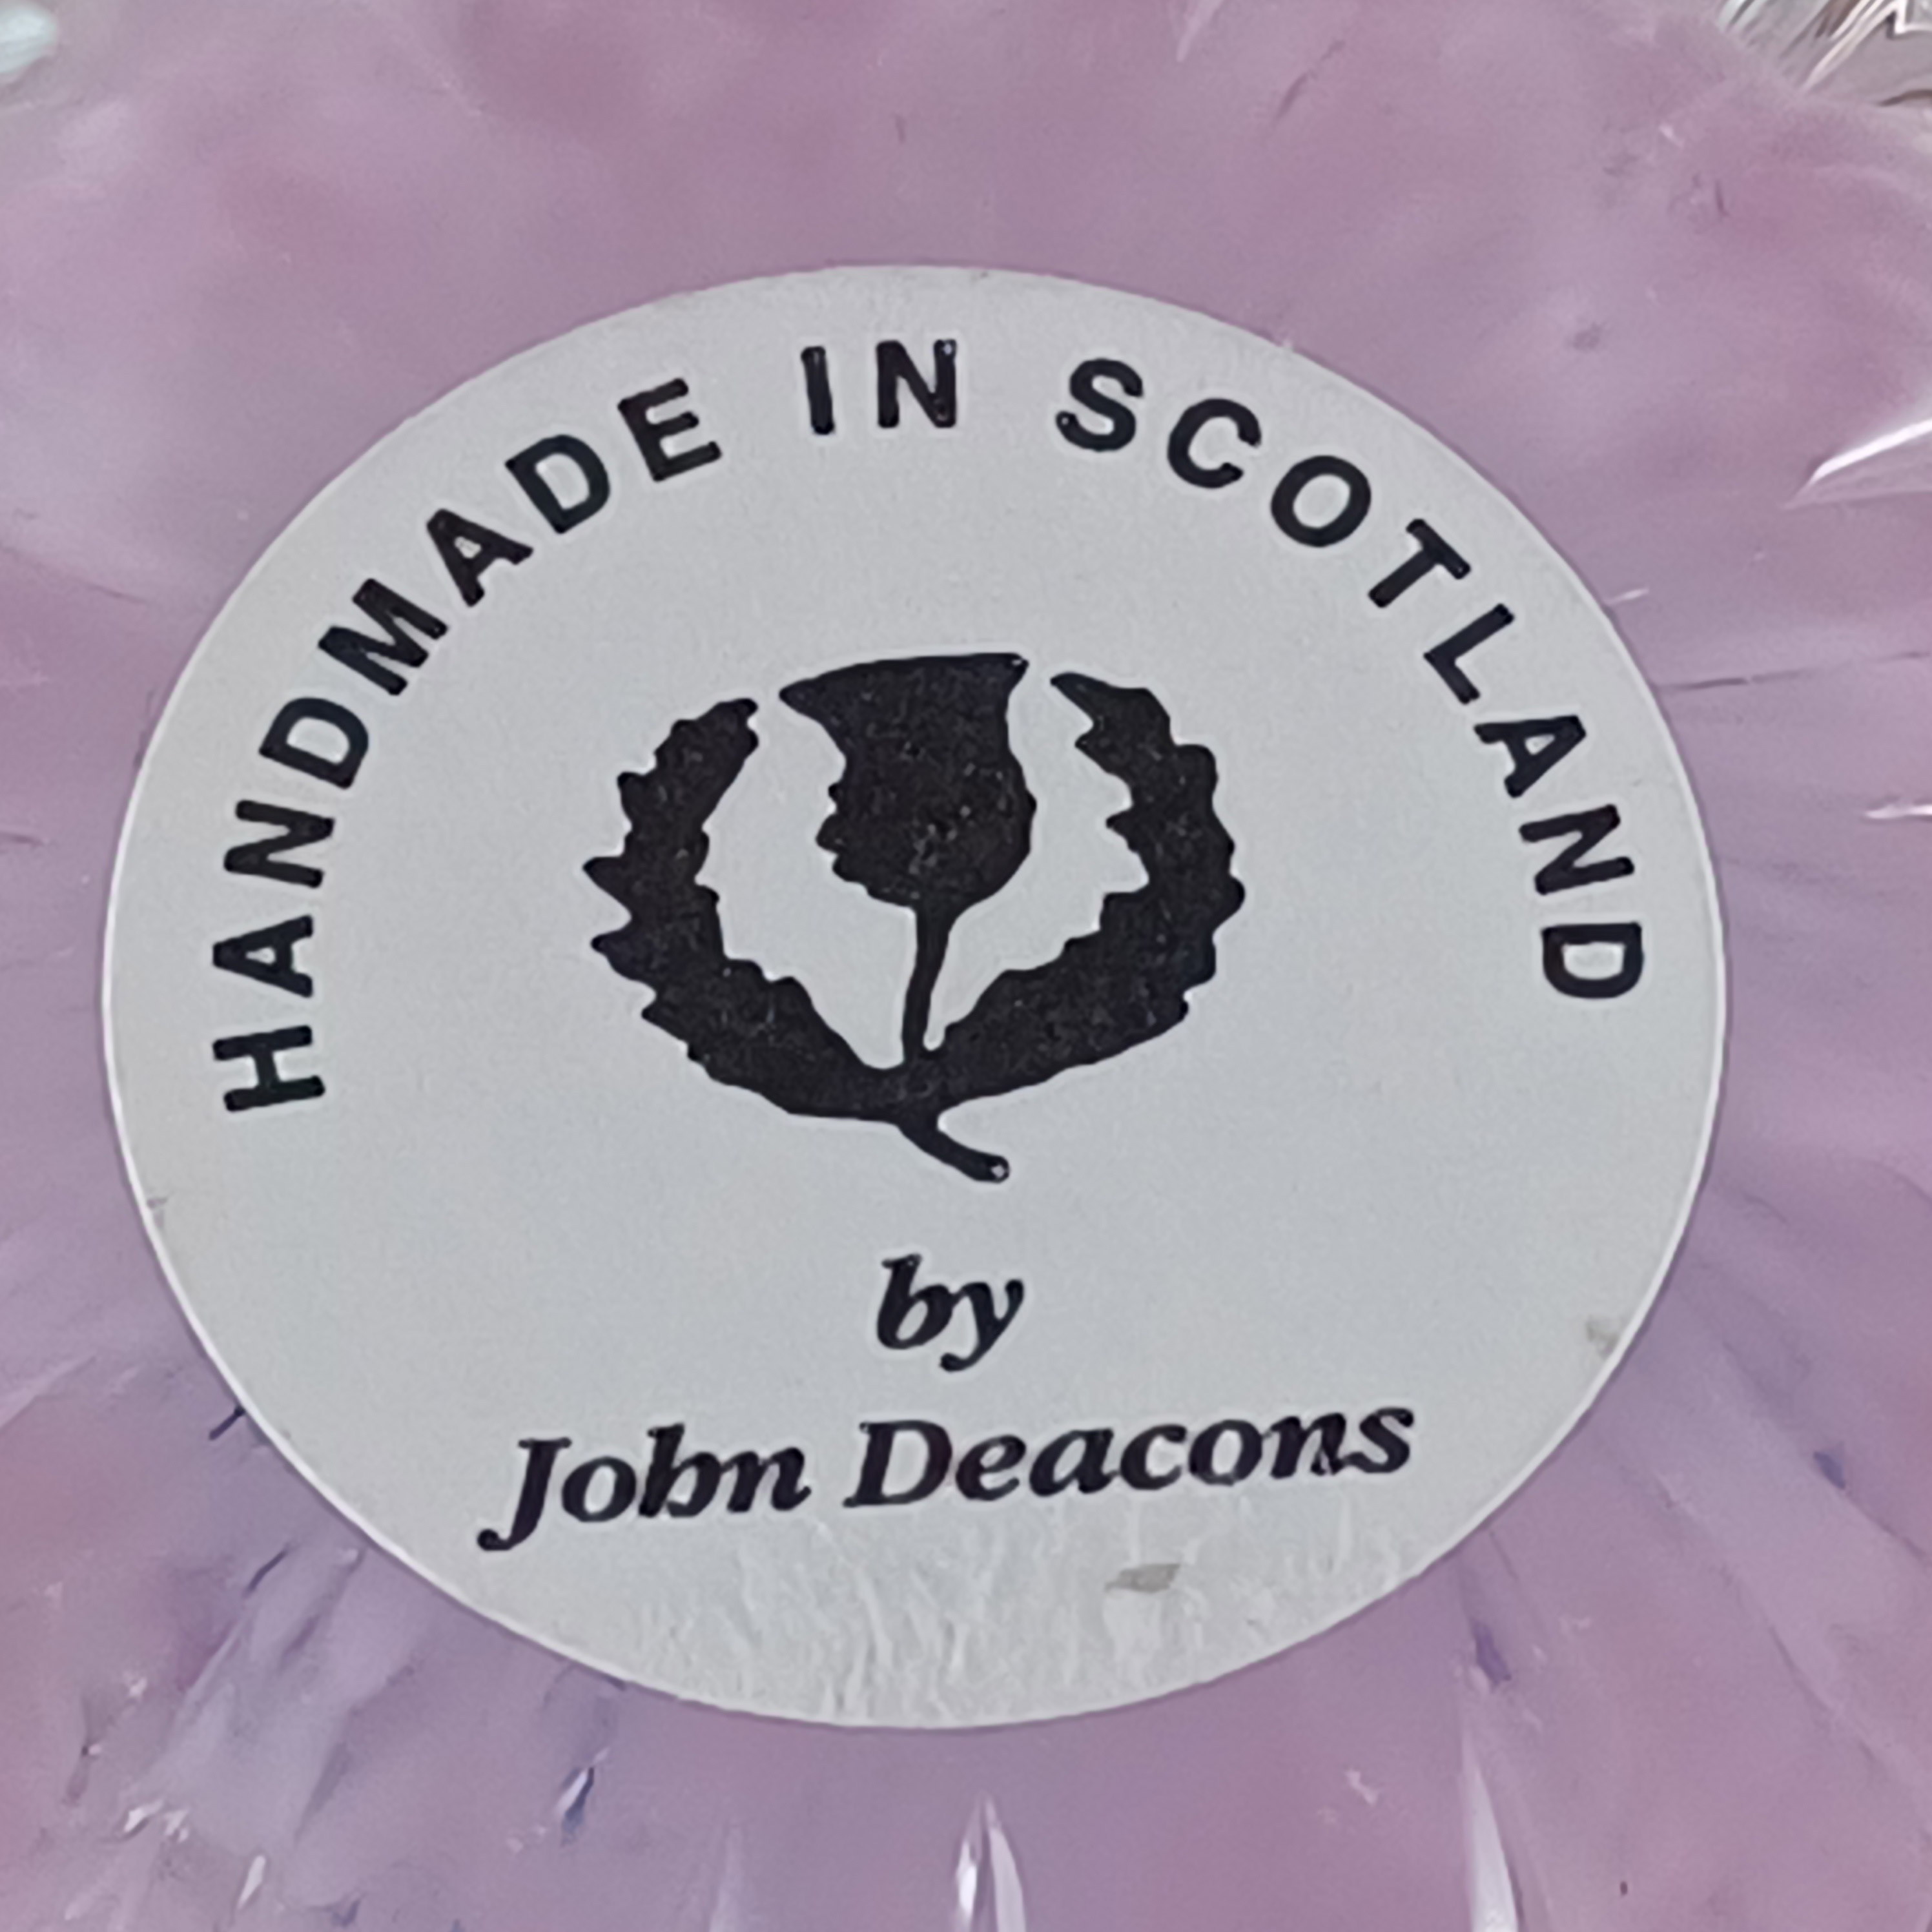 HANDMADE IN SCOTLAND
by
John Deacons